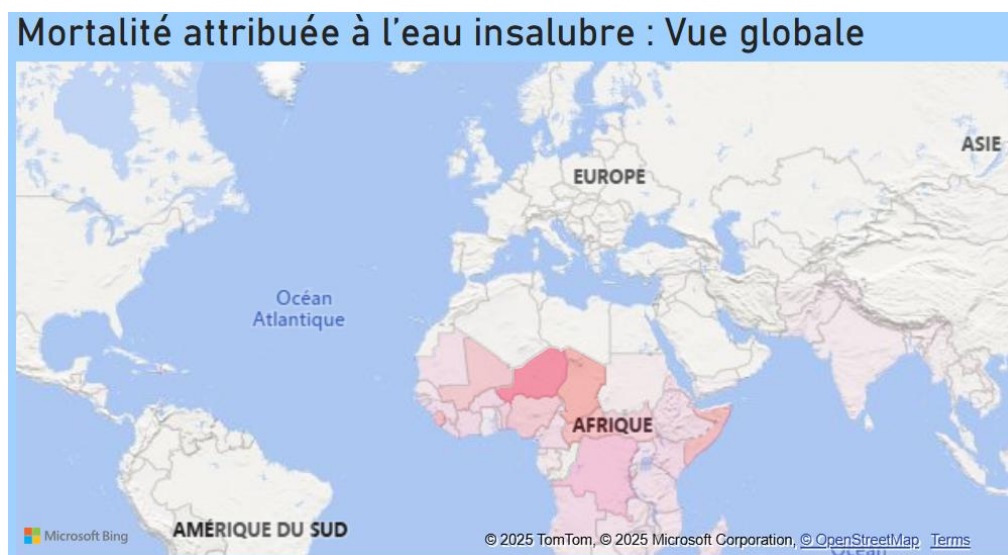 Mortalité attribuée à l’eau insalubre : Vue globale
ASIE
EUROPE
Océan
Atlantique
AFRIQUE
AMÉRIQUE DU SUD
Microsoft Bing
© 2025 TomTom, © 2025 Microsoft Corporation, © OpenStreetMap Terms
Océan